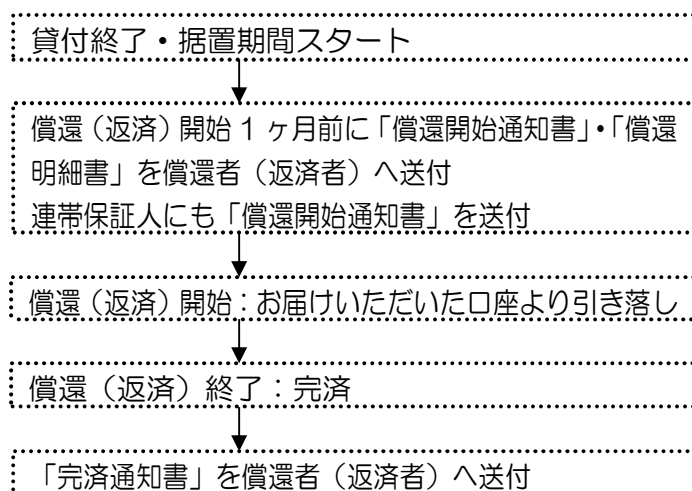 貸付終了・据置期間スタート
償還（返済）開始１ヶ月前に「償還開始通知書」・「償還
明細書」を償還者（返済者）へ送付
連帯保証人にも「償還開始通知書」を送付
償還（返済）開始：お届けいただいた口座より引き落し
償還（返済）終了：完済
「完済通知書」を償還者（返済者）へ送付